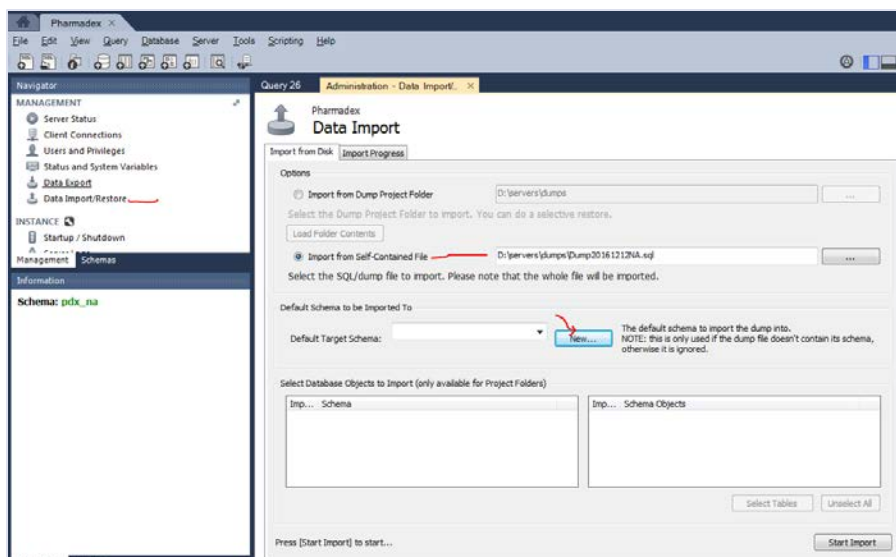 Pharmadex ×
File Edit View Query Database Server Tools Scripting Help
Navigator
MANAGEMENT
Server Status
Client Connections
Users and Privileges
Status and System Variables
Data Export
Data Import/Restore
INSTANCE
Startup / Shutdown
Management Schemas
Information
Schema: pdx_na
Query 26 Administration - Data Import/.. ×
Pharmadex
Data Import
Import from Disk Import Progress
Options
Import from Dump Project Folder D:\servers\dumps ...
Select the Dump Project Folder to import. You can do a selective restore.
Load Folder Contents
Import from Self-Contained File D:\servers\dumps\Dump20161212NA.sql ...
Select the SQL/dump file to import. Please note that the whole file will be imported.
Default Schema to be Imported To
Default Target Schema: New...
The default schema to import the dump into.
NOTE: this is only used if the dump file doesn't contain its schema,
otherwise it is ignored.
Select Database Objects to Import (only available for Project Folders)
Imp... Schema
Imp... Schema Objects
Select Tables Unselect All
Press [Start Import] to start... Start Import